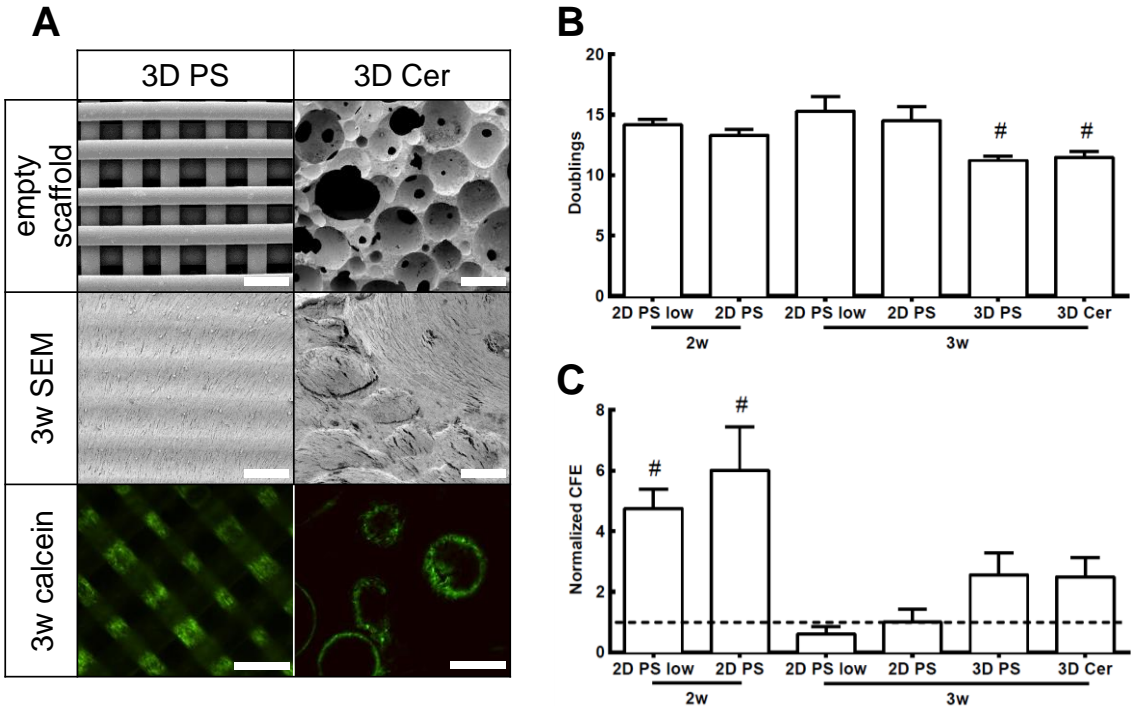 A
3D PS 3D Cer
empty
scaffold
3w SEM
3w calcein
B
20
15
10
5
0
Doublings
# #
2D PS low 2D PS 2D PS low 2D PS 3D PS 3D Cer
2w 3w
C
8
6
4
2
0
Normalized CFE
# #
2D PS low 2D PS 2D PS low 2D PS 3D PS 3D Cer
2w 3w